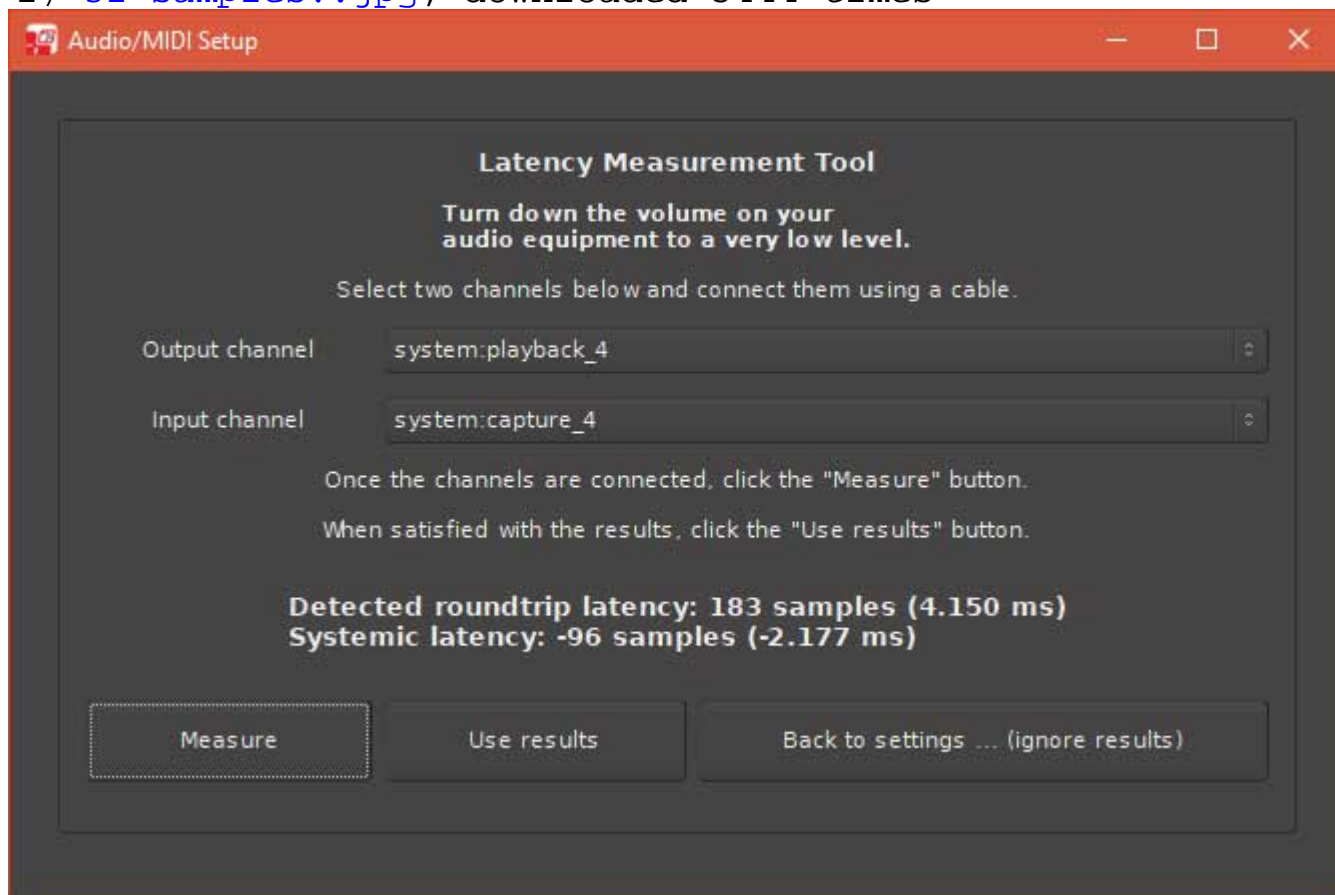 Audio/MIDI Setup
Latency Measurement Tool
Turn down the volume on your
audio equipment to a very low level.
Select two channels below and connect them using a cable.
Output channel system:playback_4
Input channel system:capture_4
Once the channels are connected, click the "Measure" button.
When satisfied with the results, click the "Use results" button.
Detected roundtrip latency: 183 samples (4.150 ms)
Systemic latency: -96 samples (-2.177 ms)
Measure Use results Back to settings ... (ignore results)